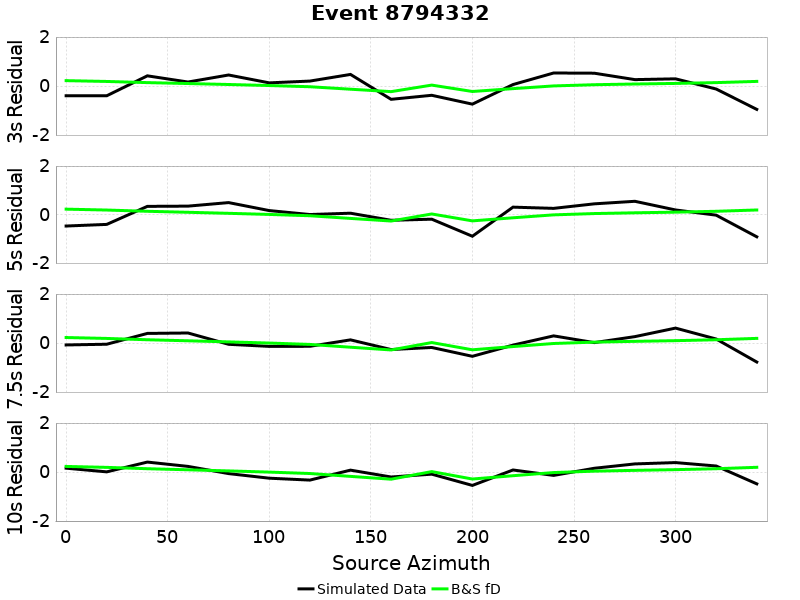 Event 8794332
3s Residual
2
0
-2
5s Residual
2
0
-2
7.5s Residual
2
0
-2
10s Residual
2
0
-2
0 50 100 150 200 250 300
Source Azimuth
Simulated Data B&S fD